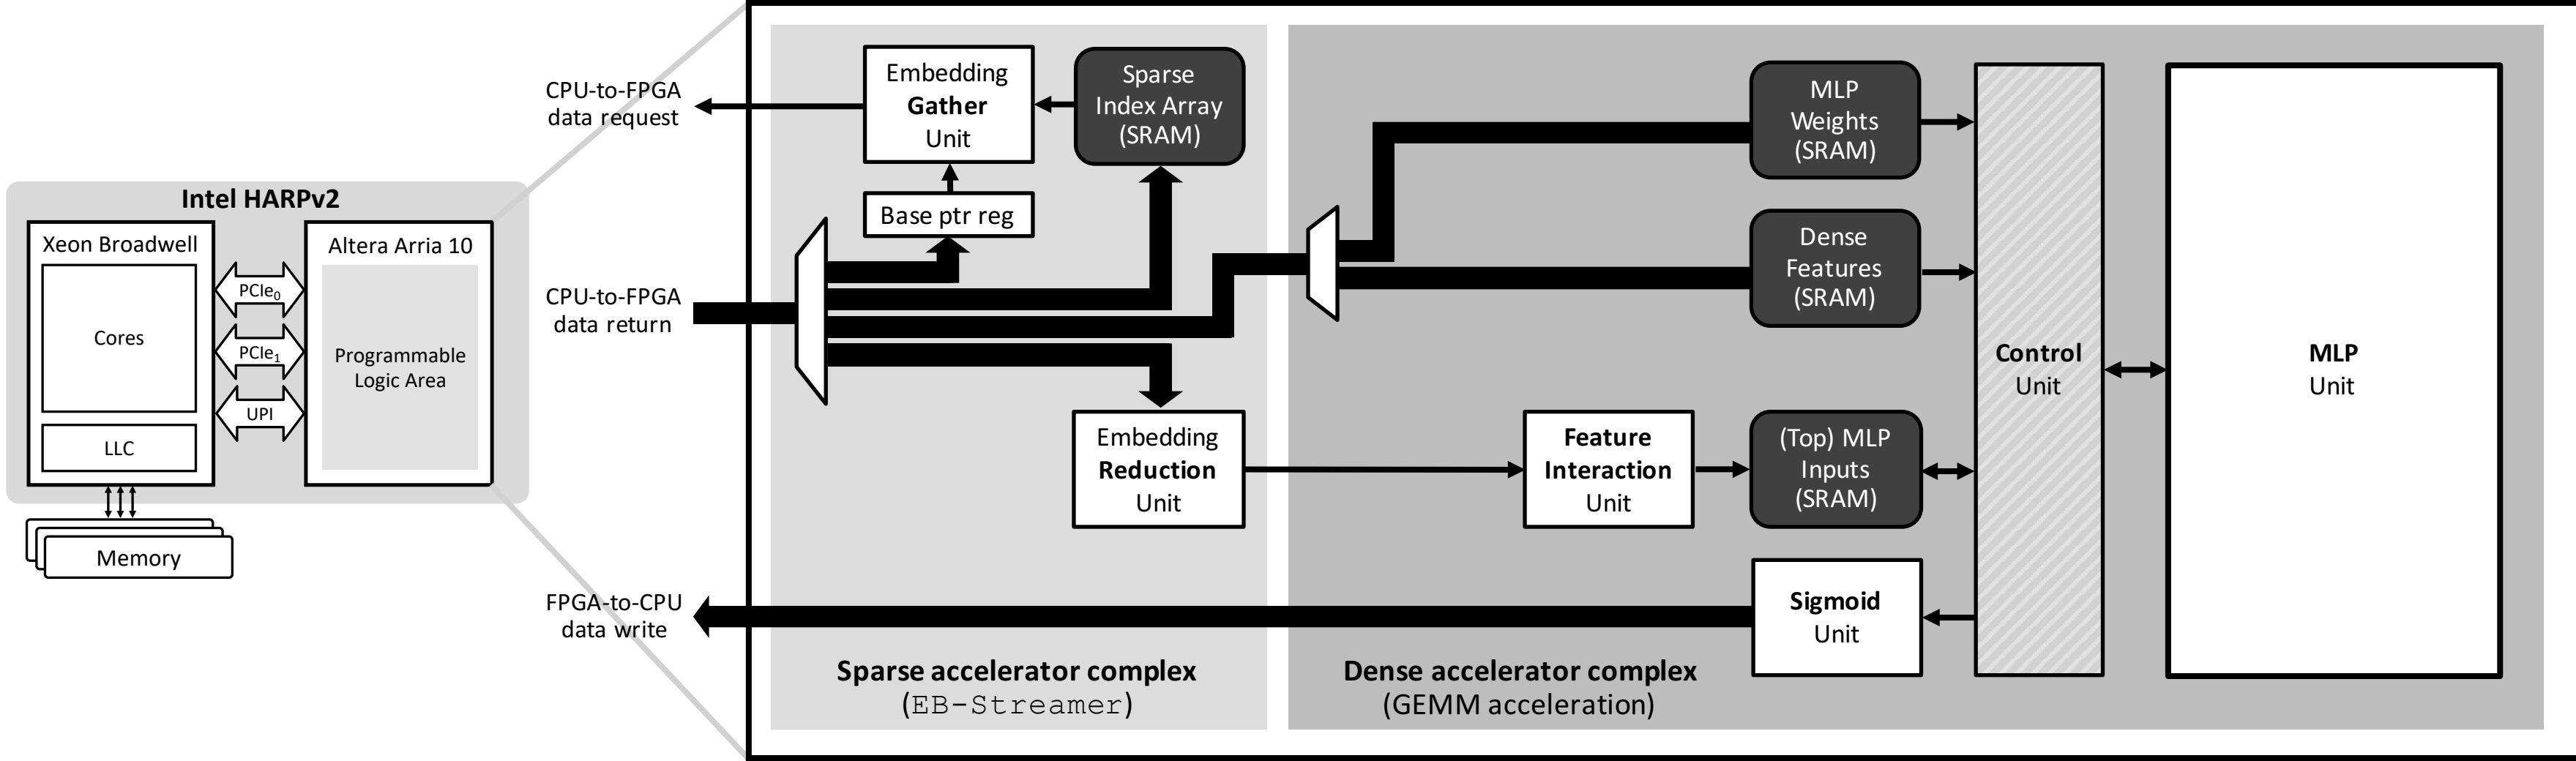 Intel HARPv2
Xeon Broadwell
Cores
LLC
PCIe0
PCIe1
UPI
Altera Arria 10
Programmable
Logic Area
Memory
CPU-to-FPGA
data request
CPU-to-FPGA
data return
FPGA-to-CPU
data write
Embedding
Gather
Unit
Sparse
Index Array
(SRAM)
Base ptr reg
Embedding
Reduction
Unit
Sparse accelerator complex
(EB-Streamer)
MLP
Weights
(SRAM)
Dense
Features
(SRAM)
Feature
Interaction
Unit
(Top) MLP
Inputs
(SRAM)
Sigmoid
Unit
Control
Unit
MLP
Unit
Dense accelerator complex
(GEMM acceleration)